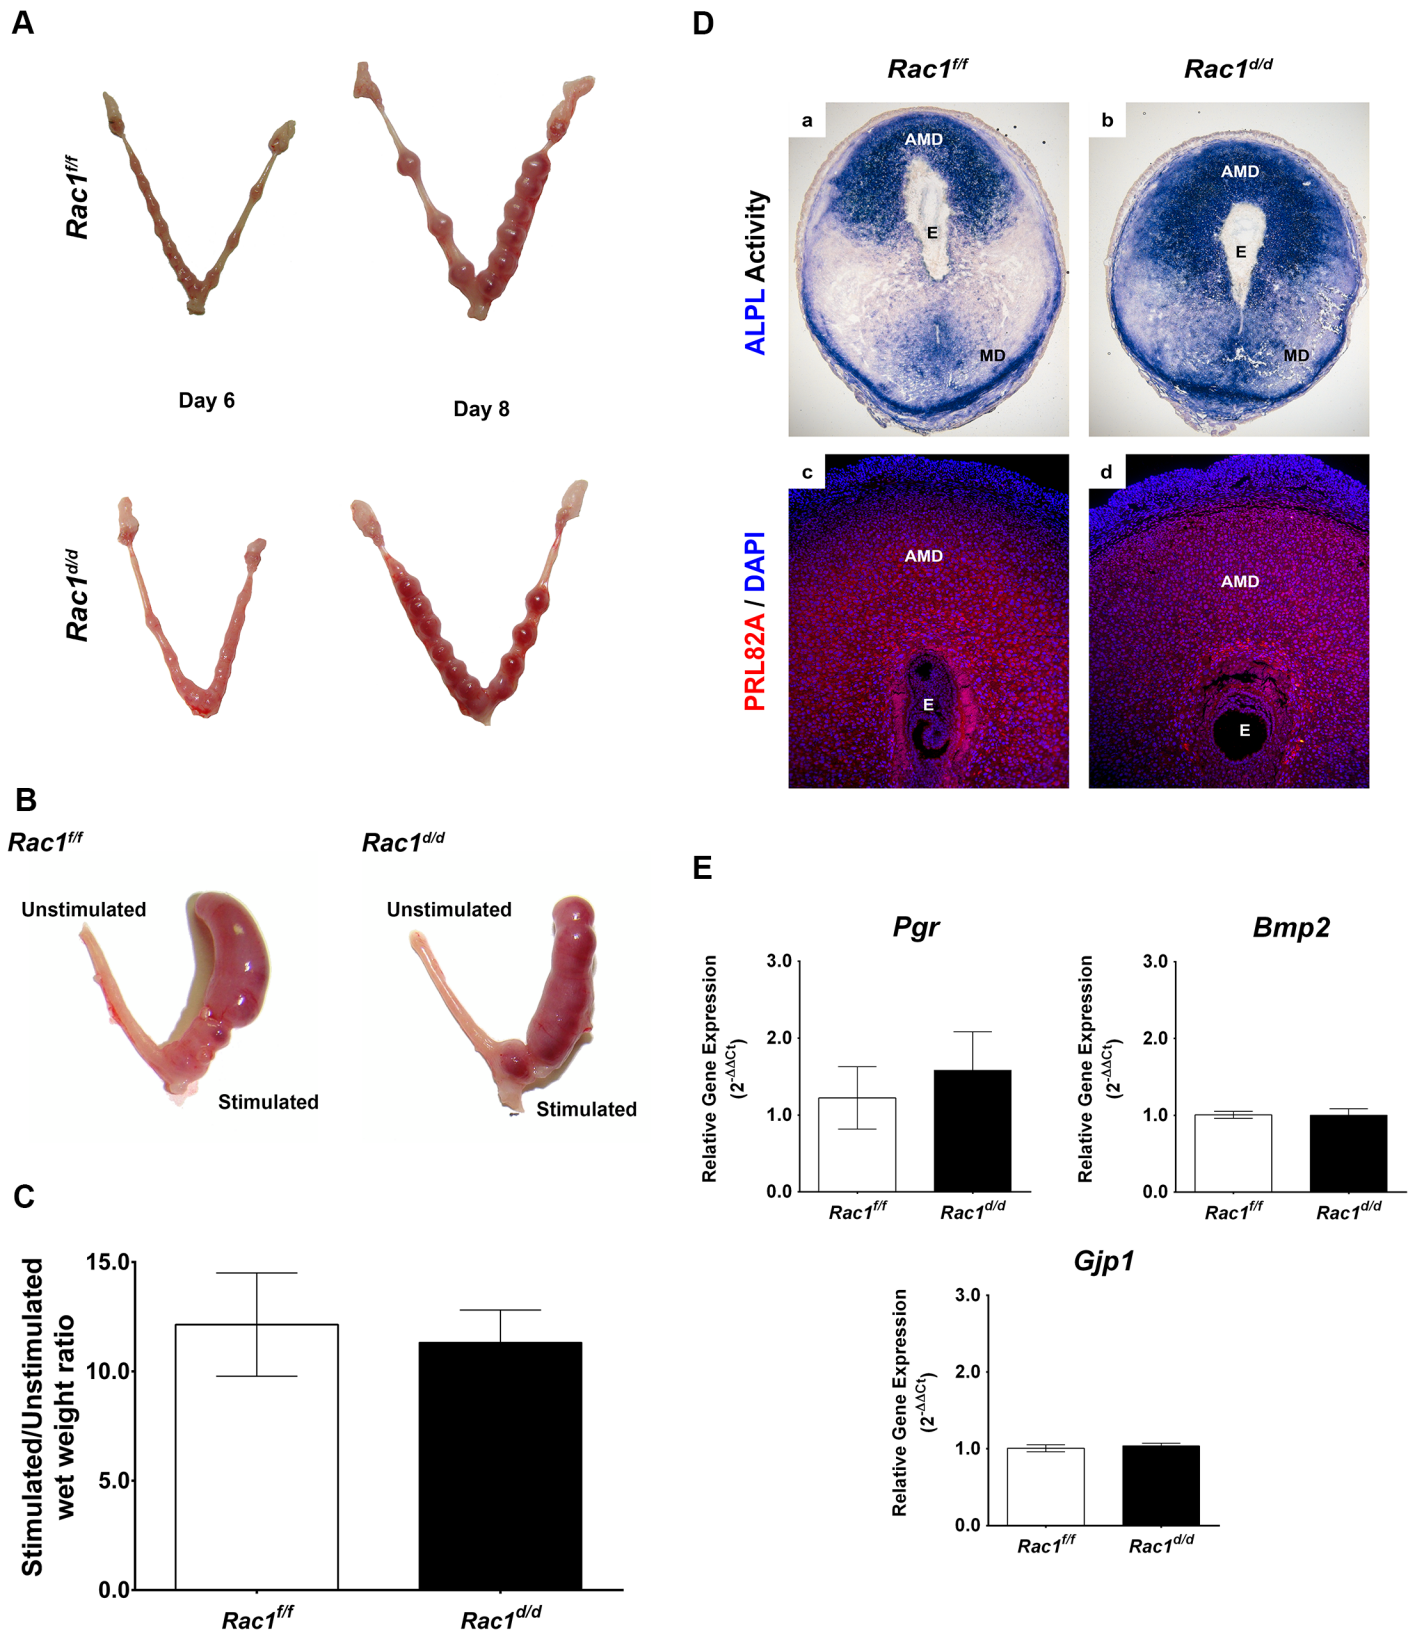 A
Rac1f/f
Day 6
Day 8
Rac1d/d
B
Rac1f/f
Rac1d/d
Unstimulated
Unstimulated
Stimulated
Stimulated
C
Stimulated/Unstimulated
wet weight ratio
15.0
10.0
5.0
0.0
Rac1f/f
Rac1d/d
D
Rac1f/f
Rac1d/d
ALPL Activity
a
AMD
E
MD
b
AMD
E
MD
PRL82A / DAPI
c
AMD
E
d
AMD
E
E
Pgr
Relative Gene Expression
(2-ΔΔCt)
3.0
2.0
1.0
0.0
Rac1f/f
Rac1d/d
Bmp2
Relative Gene Expression
(2-ΔΔCt)
3.0
2.0
1.0
0.0
Rac1f/f
Rac1d/d
Gjp1
Relative Gene Expression
(2-ΔΔCt)
3.0
2.0
1.0
0.0
Rac1f/f
Rac1d/d